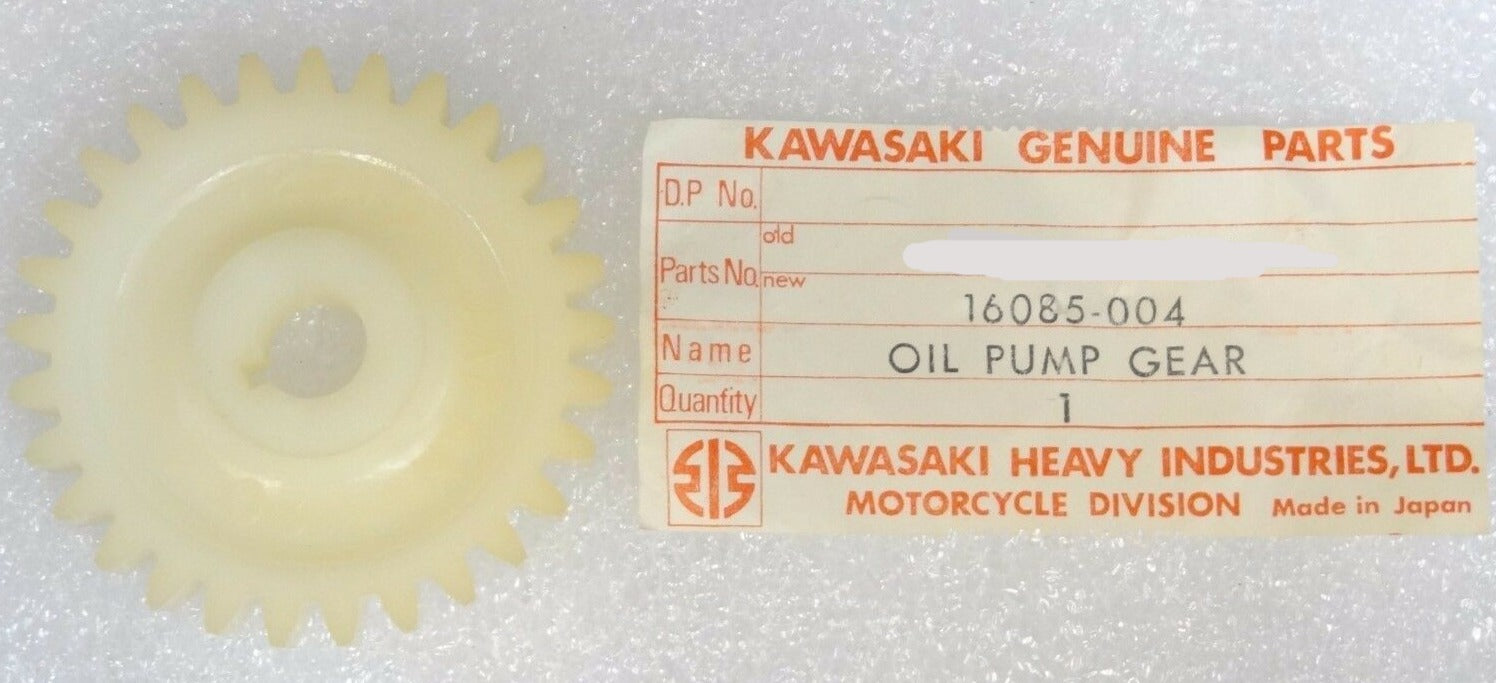 KAWASAKI GENUINE PARTS
D.P No.
old
Parts No. new
16085-004
Name OIL PUMP GEAR
Quantity 1
KAWASAKI HEAVY INDUSTRIES, LTD.
MOTORCYCLE DIVISION Made in Japan